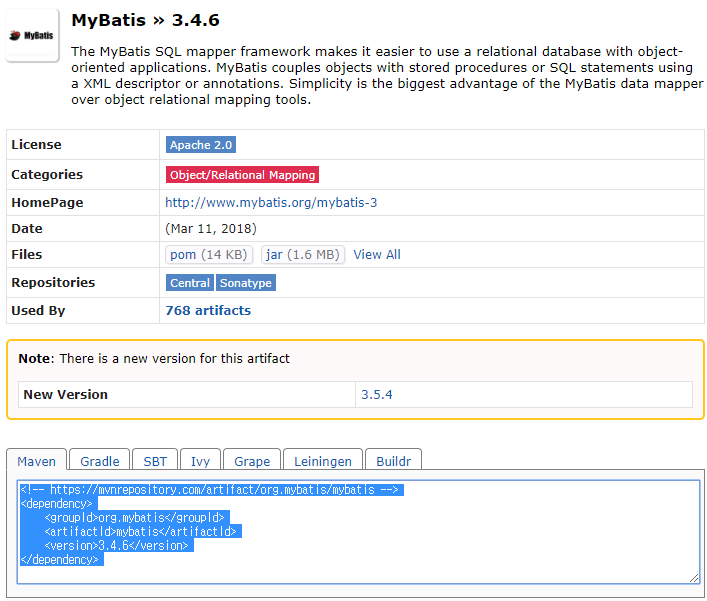 MyBatis
MyBatis » 3.4.6
The MyBatis SQL mapper framework makes it easier to use a relational database with object-
oriented applications. MyBatis couples objects with stored procedures or SQL statements using
a XML descriptor or annotations. Simplicity is the biggest advantage of the MyBatis data mapper
over object relational mapping tools.
License Apache 2.0
Categories Object/Relational Mapping
HomePage http://www.mybatis.org/mybatis-3
Date (Mar 11, 2018)
Files pom (14 KB) jar (1.6 MB) View All
Repositories Central Sonatype
Used By 768 artifacts
Note: There is a new version for this artifact
New Version 3.5.4
Maven Gradle SBT Ivy Grape Leiningen Buildr
<!-- https://mvnrepository.com/artifact/org.mybatis/mybatis -->
<dependency>
    <groupId>org.mybatis</groupId>
    <artifactId>mybatis</artifactId>
    <version>3.4.6</version>
</dependency>